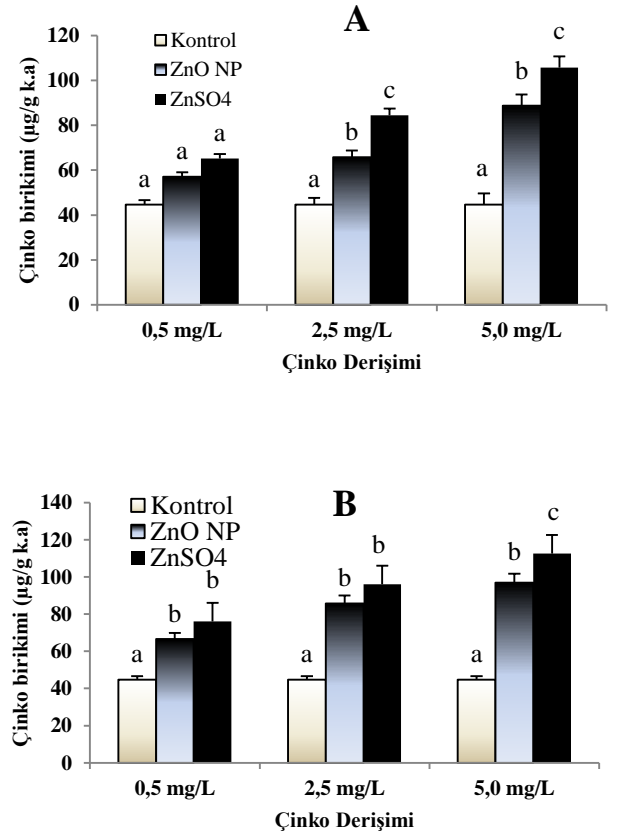 A
Kontrol
ZnO NP
ZnSO4
Çinko birikimi (µg/g k.a)
120
100
80
60
40
20
0
a
a
a
a
b
c
a
b
c
0,5 mg/L
2,5 mg/L
5,0 mg/L
Çinko Derişimi
B
Kontrol
ZnO NP
ZnSO4
Çinko birikimi (µg/g k.a)
140
120
100
80
60
40
20
0
a
b
b
a
b
b
a
b
c
0,5 mg/L
2,5 mg/L
5,0 mg/L
Çinko Derişimi